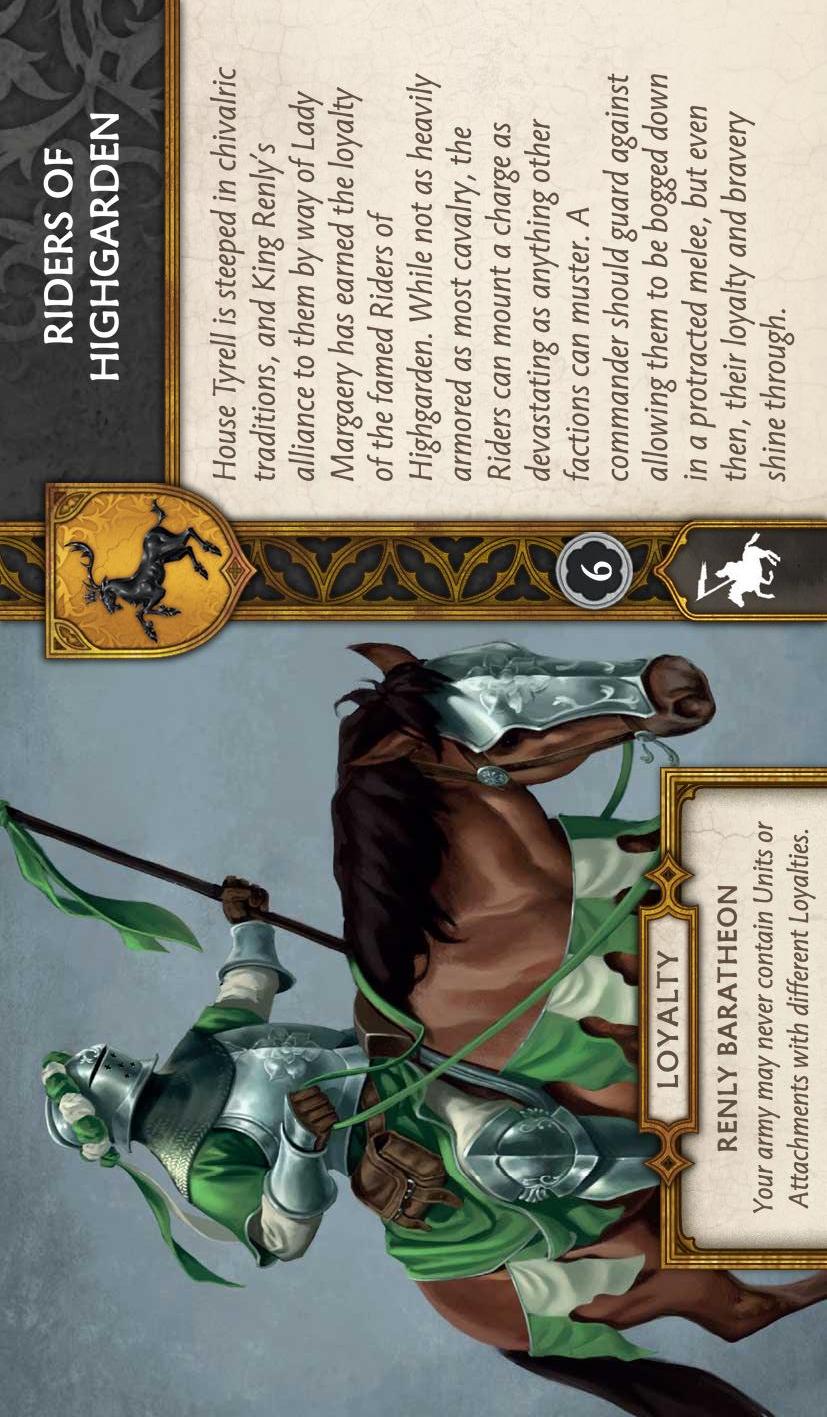 RIDERS OF
HIGHGARDEN
House Tyrell is steeped in chivalric
traditions, and King Renly's
alliance to them by way of Lady
Margaery has earned the loyalty
of the famed Riders of
Highgarden. While not as heavily
armored as most cavalry, the
Riders can mount a charge as
devastating as anything other
factions can muster. A
commander should guard against
allowing them to be bogged down
in a protracted melee, but even
then, their loyalty and bravery
shine through.
6
LOYALTY
RENLY BARATHEON
Your army may never contain Units or
Attachments with different Loyalties.